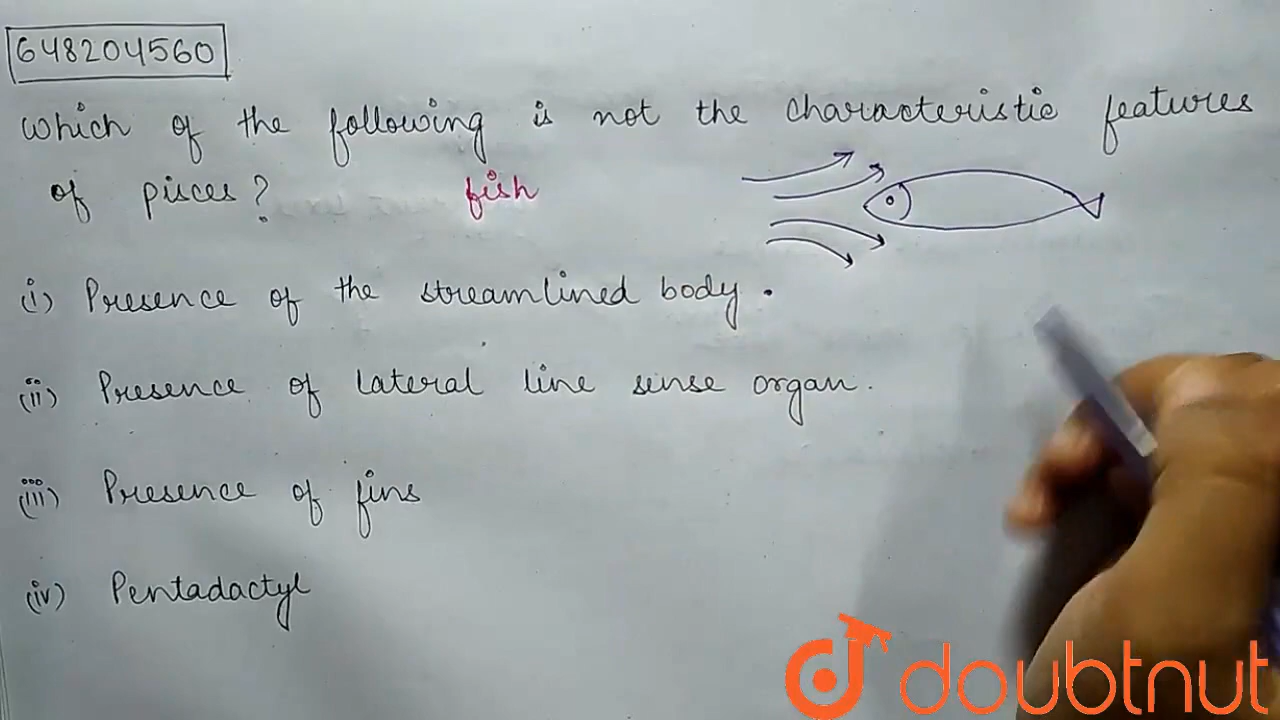 648204560
Which of the following is not the characteristic features
of pisces? fish
(i) Presence of the streamlined body.
(ii) Presence of lateral line sense organ.
(iii) Presence of fins
(iv) Pentadactyl
doubtnut